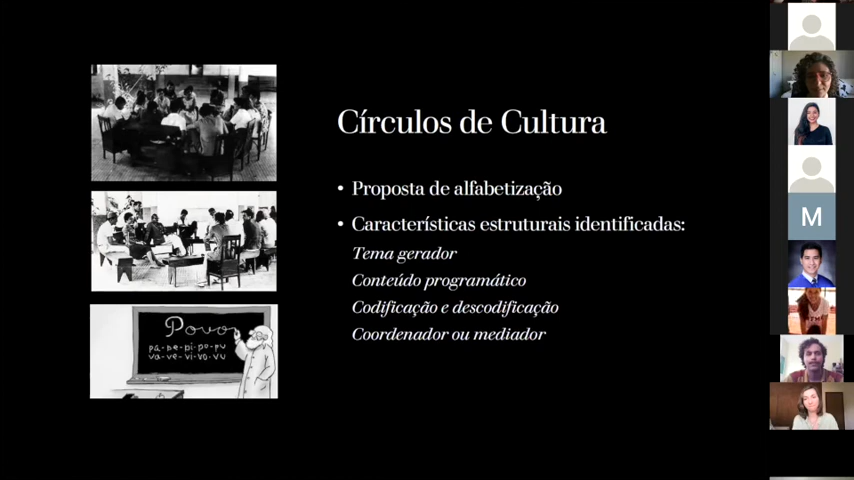 Círculos de Cultura
• Proposta de alfabetização
• Características estruturais identificadas:
Tema gerador
Conteúdo programático
Codificação e descodificação
Coordenador ou mediador
Povo
pa-pe-pi-po-pu
va-ve-vi-vo-vu
M